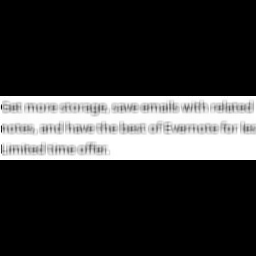 Get more storage, save emails with related
notes, and have the best of Evernote for
Limited time offer.